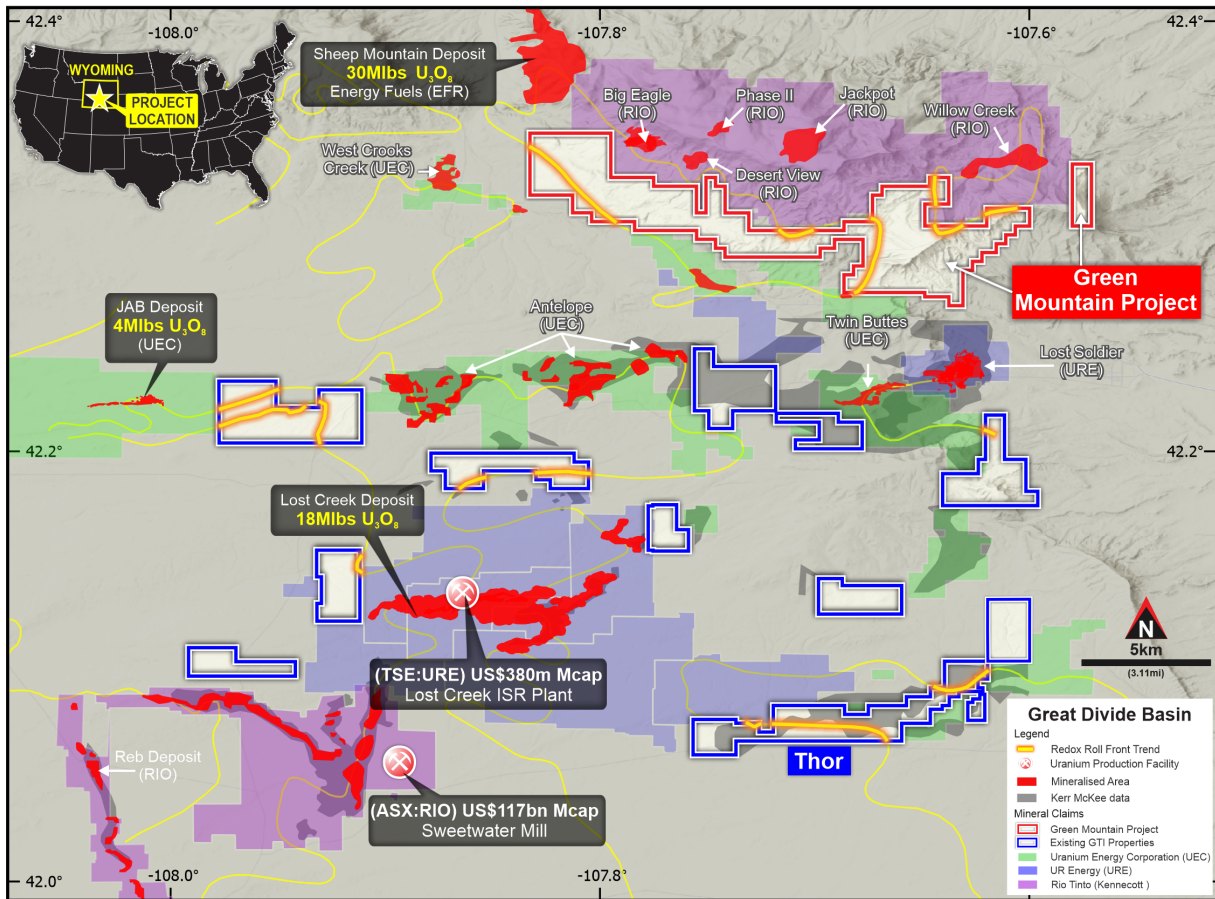 42.4°
-108.0°
-107.8°
-107.6°
42.4°
WYOMING
PROJECT
LOCATION
Sheep Mountain Deposit
30Mlbs U₃O₈
Energy Fuels (EFR)
Big Eagle
(RIO)
Phase II
(RIO)
Jackpot
(RIO)
Willow Creek
(RIO)
West Crooks
Creek (UEC)
Desert View
(RIO)
Green
Mountain Project
JAB Deposit
4Mlbs U₃O₈
(UEC)
Antelope
(UEC)
Twin Buttes
(UEC)
Lost Soldier
(URE)
42.2°
42.2°
Lost Creek Deposit
18Mlbs U₃O₈
(TSE:URE) US$380m Mcap
Lost Creek ISR Plant
N
5km
(3.11mi)
Reb Deposit
(RIO)
(ASX:RIO) US$117bn Mcap
Sweetwater Mill
Thor
Great Divide Basin
Legend
Redox Roll Front Trend
Uranium Production Facility
Mineralised Area
Kerr McKee data
Mineral Claims
Green Mountain Project
Existing GTI Properties
Uranium Energy Corporation (UEC)
UR Energy (URE)
Rio Tinto (Kennecott )
42.0°
-108.0°
-107.8°